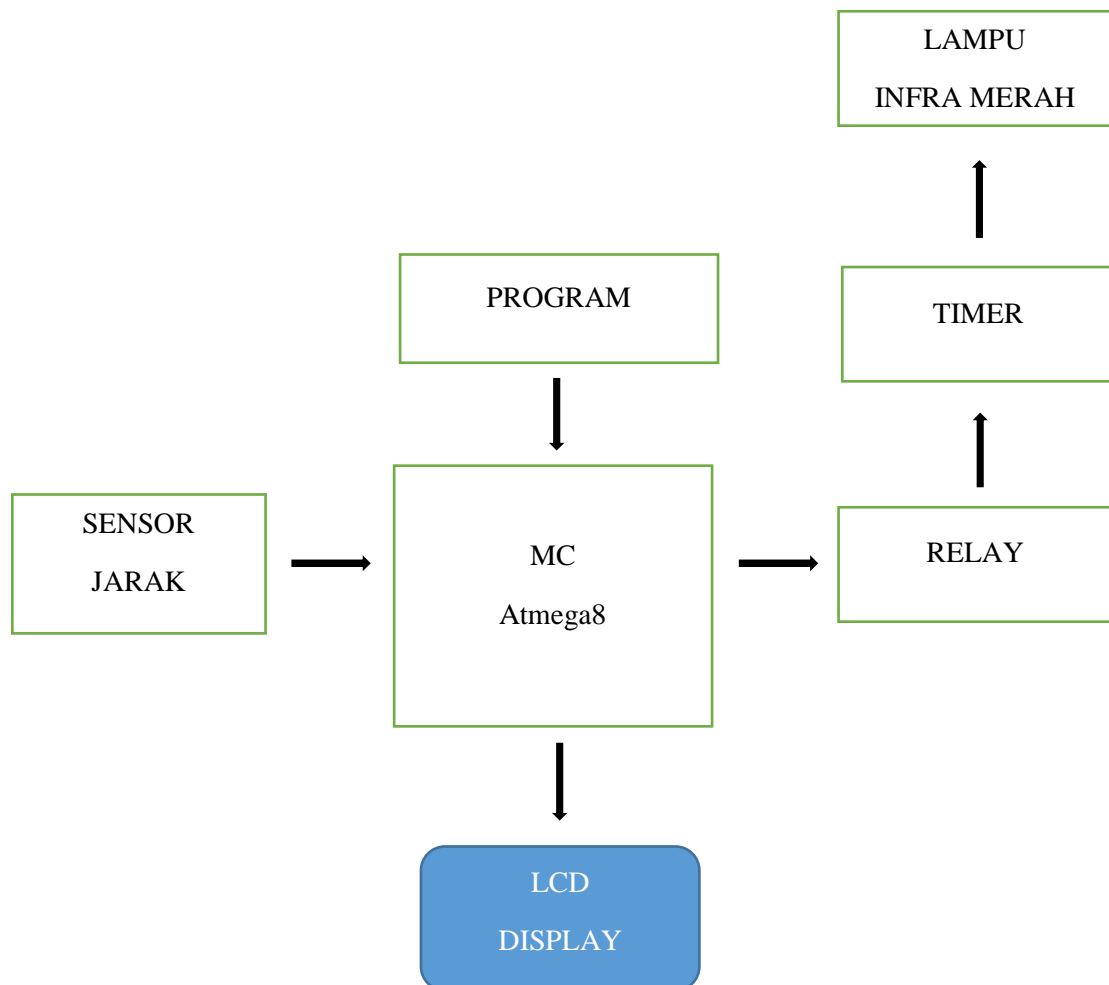 LAMPU
INFRA MERAH
PROGRAM
TIMER
SENSOR
JARAK
MC
Atmega8
RELAY
LCD
DISPLAY